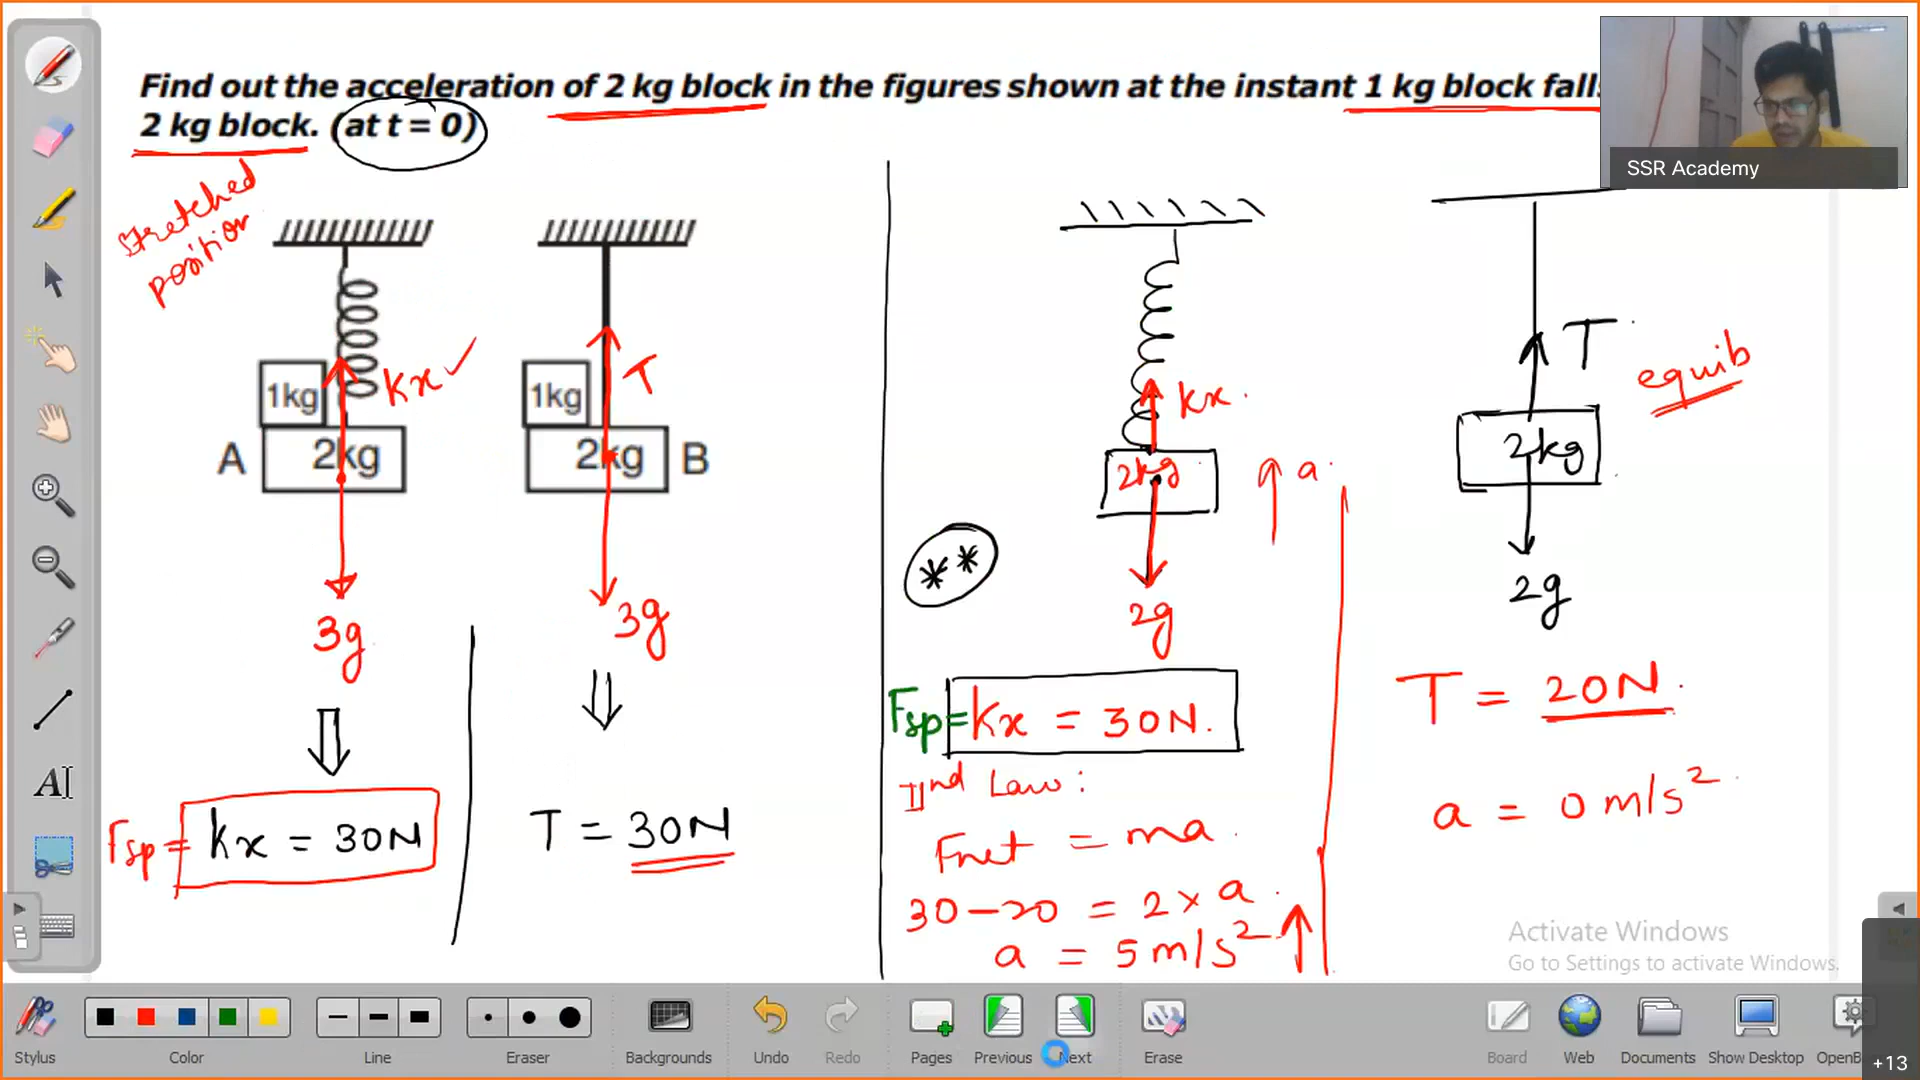 Find out the acceleration of 2 kg block in the figures shown at the instant 1 kg block fall
2 kg block. (at t = 0)
SSR Academy
stretched
position
1kg
kx ✓
A
2kg
3g
Fsp = kx = 30N
1kg
T
2kg
B
3g
⇓
T = 30N
**
kx
2kg
a
2g
Fsp = kx = 30N.
IInd Law:
Fnet = ma
30-20 = 2 x a
a = 5 m/s² ↑
T
equib
2kg
2g
T = 20N
a = 0 m/s²
Activate Windows
Go to Settings to activate Windows.
Stylus
Color
Line
Eraser
Backgrounds
Undo
Redo
Pages
Previous
Next
Erase
Board
Web
Documents
Show Desktop
OpenB
+13